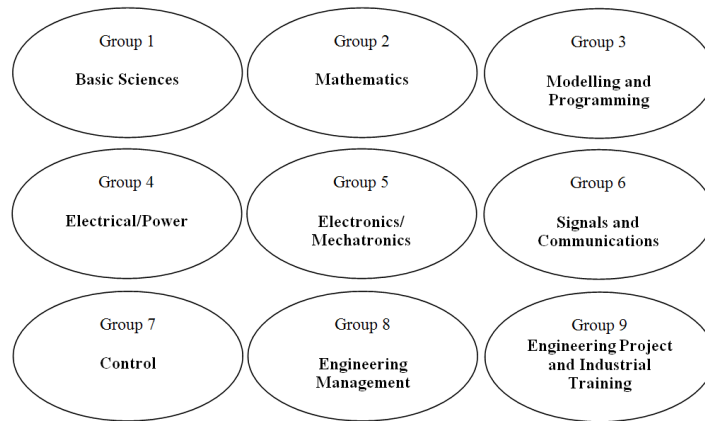 Group 1
Basic Sciences
Group 2
Mathematics
Group 3
Modelling and
Programming
Group 4
Electrical/Power
Group 5
Electronics/
Mechatronics
Group 6
Signals and
Communications
Group 7
Control
Group 8
Engineering
Management
Group 9
Engineering Project
and Industrial
Training